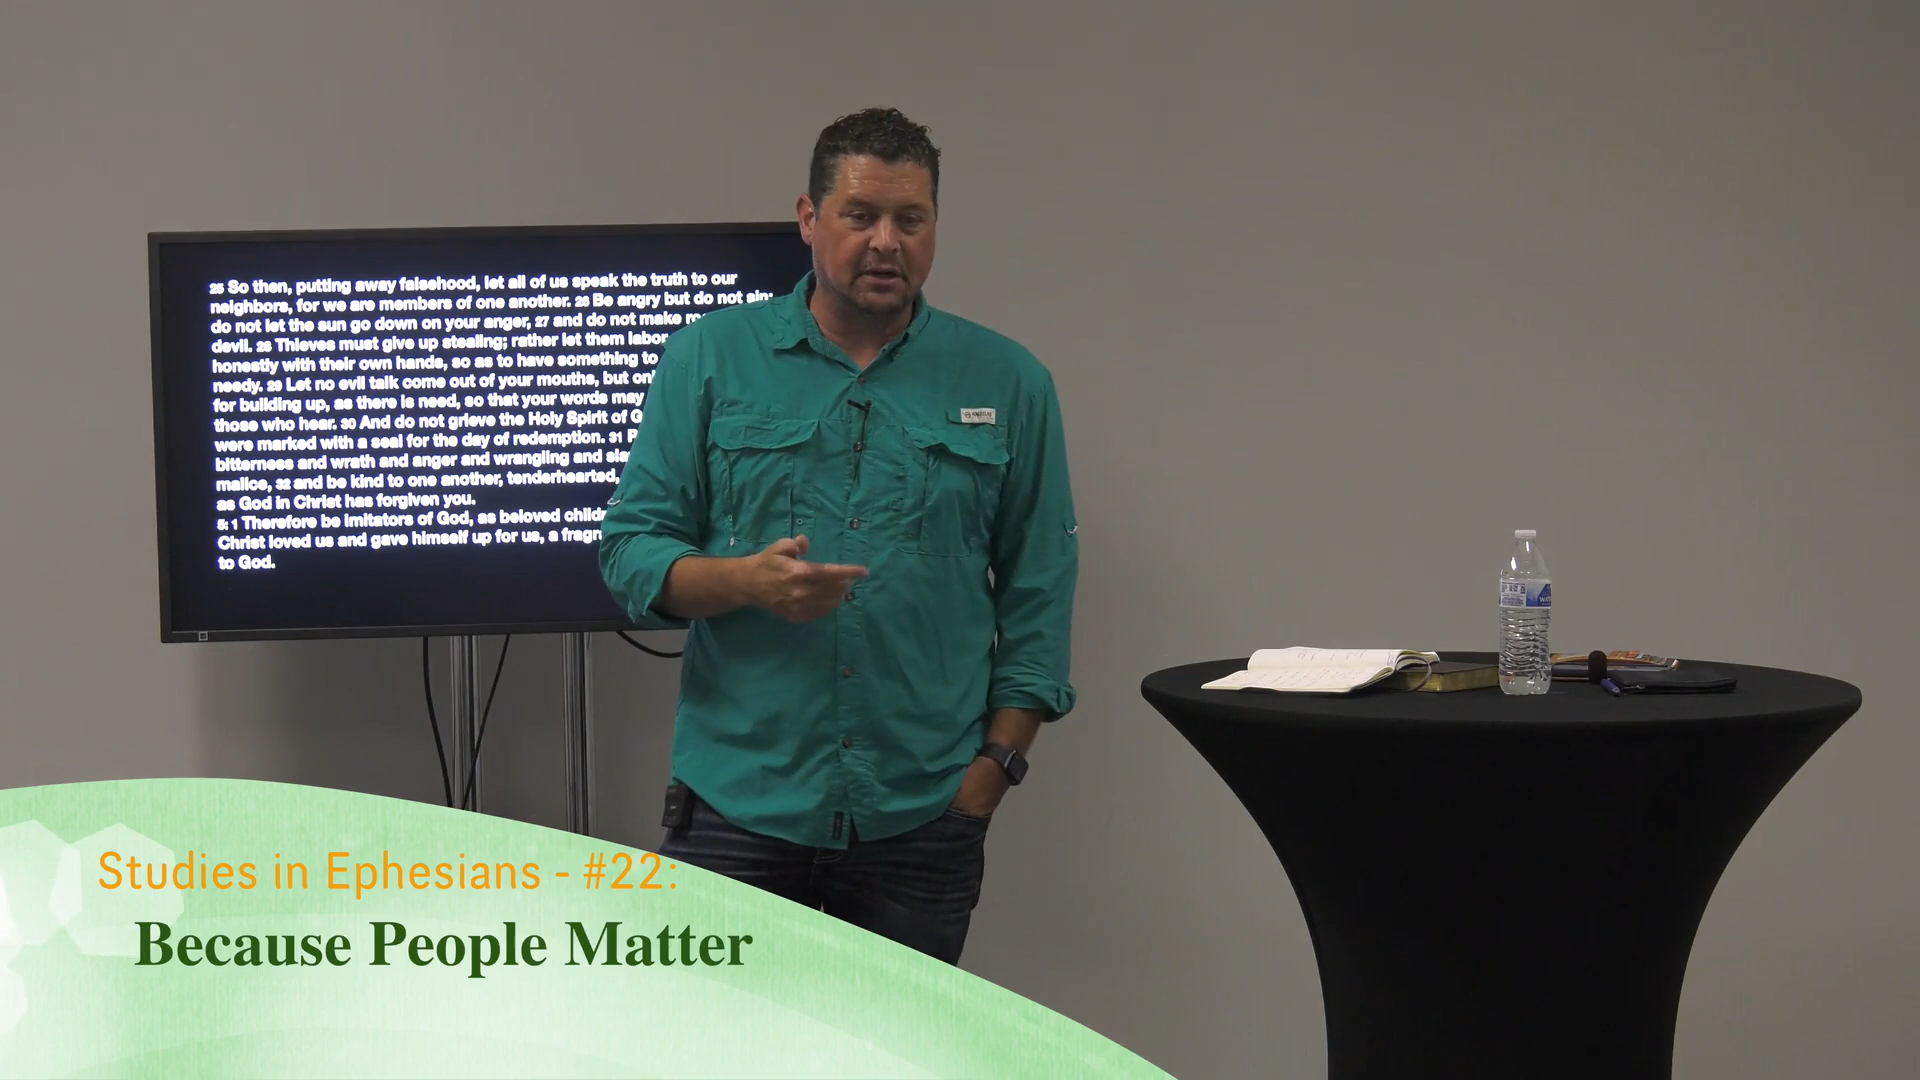 25 So then, putting away falsehood, let all of us speak the truth to our
neighbors, for we are members of one another. 26 Be angry but do not sin;
do not let the sun go down on your anger, 27 and do not make
devil. 28 Thieves must give up stealing; rather let them labor
honestly with their own hands, so as to have something to
needy. 29 Let no evil talk come out of your mouths, but
for building up, as there is need, so that your words may
those who hear. 30 And do not grieve the Holy Spirit of
were marked with a seal for the day of redemption. 31
bitterness and wrath and anger and wrangling and
malice, 32 and be kind to one another, tenderhearted,
as God in Christ has forgiven you.
5: 1 Therefore be imitators of God, as beloved
Christ loved us and gave himself up for us, a
to God.
Studies in Ephesians - #22:
Because People Matter